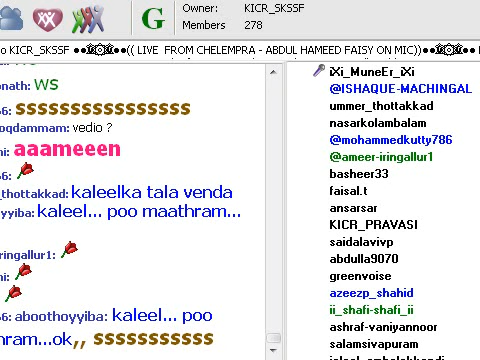 Owner: KICR_SKSSF
Members 278
G
o KICR_SKSSF ●●۞●●(( LIVE FROM CHELEMPRA - ABDUL HAMEED FAISY ON MIC))●●۞●●
onath: WS
6: SSSSSSSSSSSSSSSSS
oqdammam: vedio ?
ni: aaameeen
6:
_thottakkad: kaleelka tala venda
yyiba: kaleel... poo maathram...
ringallur1:
ni:
6: aboothoyyiba: kaleel... poo
hram...ok,, SSSSSSSSSSS
iXi_MuneEr_iXi
@ISHAQUE-MACHINGAL
ummer_thottakkad
nasarkolambalam
@mohammedkutty786
@ameer-iringallur1
basheer33
faisal.t
ansarsar
KICR_PRAVASI
saidalavivp
abdulla9070
greenvoise
azeezp_shahid
ii_shafi-shafi_ii
ashraf-vaniyannoor
salamsivapuram